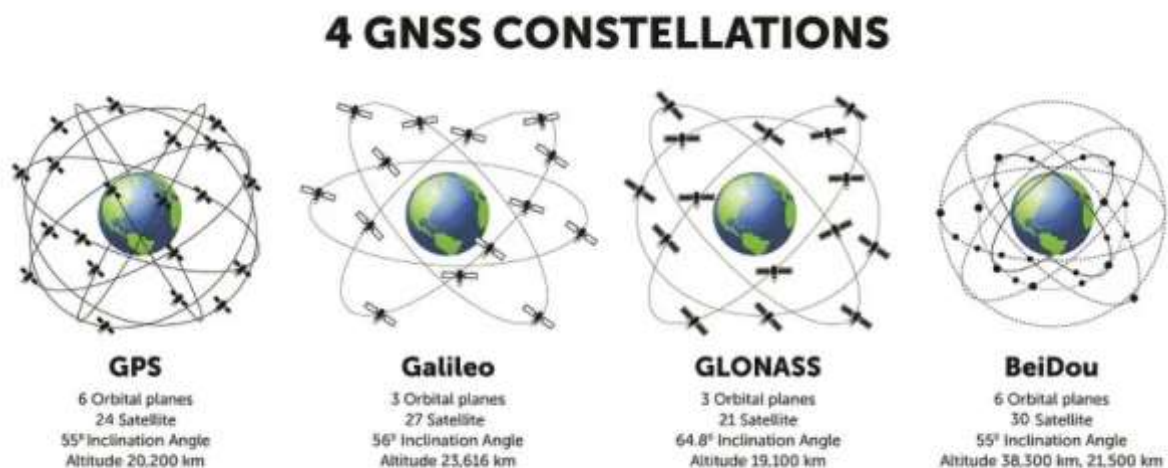 4 GNSS CONSTELLATIONS
GPS
6 Orbital planes
24 Satellite
55° Inclination Angle
Altitude 20,200 km
Galileo
3 Orbital planes
27 Satellite
56° Inclination Angle
Altitude 23,616 km
GLONASS
3 Orbital planes
21 Satellite
64.8° Inclination Angle
Altitude 19,100 km
BeiDou
6 Orbital planes
30 Satellite
55° Inclination Angle
Altitude 38,300 km, 21,500 km